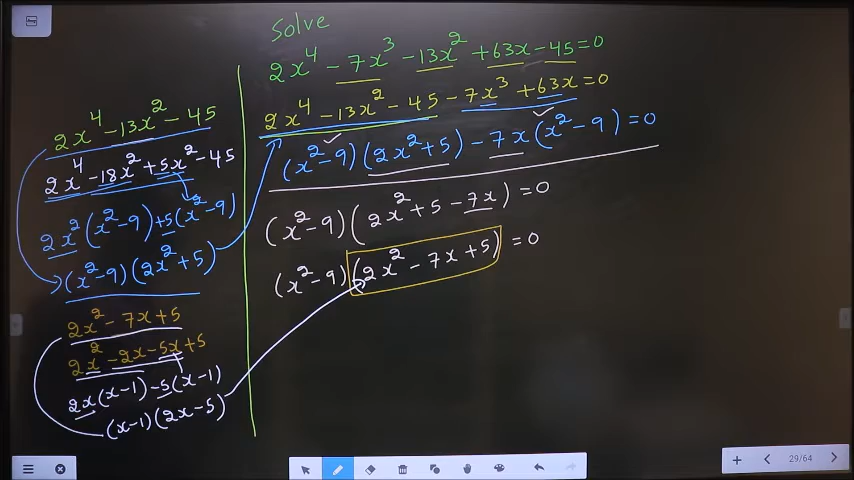 Solve
2x⁴ - 7x³ - 13x² + 63x - 45 = 0
2x⁴ - 13x² - 45 - 7x³ + 63x = 0
(x² - 9)(2x² + 5) - 7x(x² - 9) = 0
(x² - 9)(2x² + 5 - 7x) = 0
(x² - 9)(2x² - 7x + 5) = 0
2x⁴ - 13x² - 45
2x⁴ - 18x² + 5x² - 45
2x²(x² - 9) + 5(x² - 9)
(x² - 9)(2x² + 5)
2x² - 7x + 5
2x² - 2x - 5x + 5
2x(x - 1) - 5(x - 1)
(x - 1)(2x - 5)
29/64